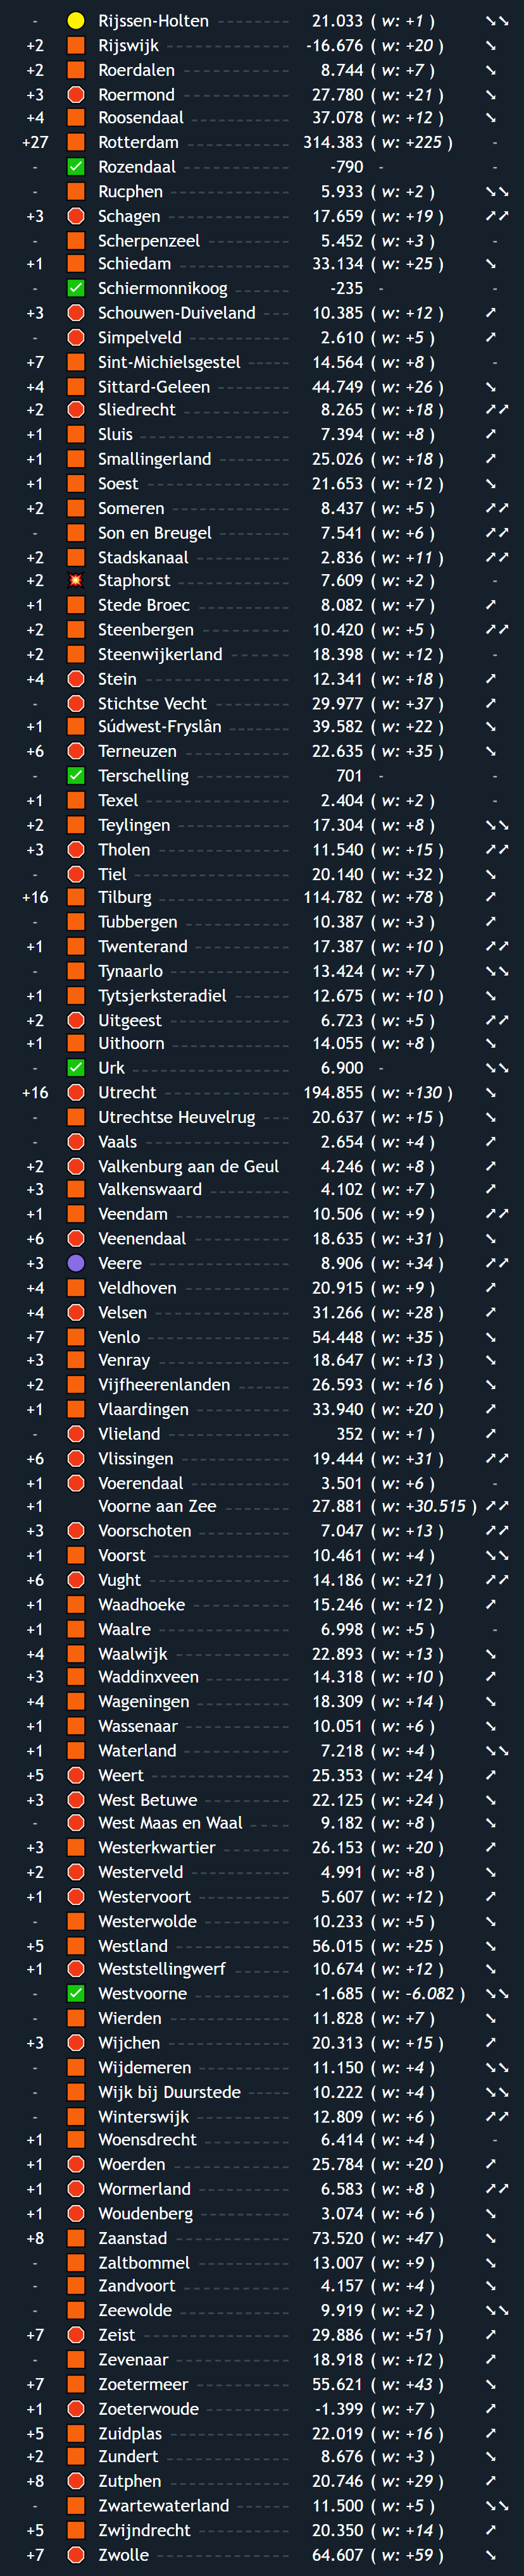 - Rijssen-Holten 21.033 ( w: +1 ) ↘↘
+2 Rijswijk -16.676 ( w: +20 ) ↘
+2 Roerdalen 8.744 ( w: +7 ) ↘
+3 Roermond 27.780 ( w: +21 ) ↘
+4 Roosendaal 37.078 ( w: +12 ) ↘
+27 Rotterdam 314.383 ( w: +225 ) -
- Rozendaal -790 - -
- Rucphen 5.933 ( w: +2 ) ↘↘
+3 Schagen 17.659 ( w: +19 ) ↗↗
- Scherpenzeel 5.452 ( w: +3 ) -
+1 Schiedam 33.134 ( w: +25 ) ↘
- Schiermonnikoog -235 - -
+3 Schouwen-Duiveland 10.385 ( w: +12 ) ↗
- Simpelveld 2.610 ( w: +5 ) ↗
+7 Sint-Michielsgestel 14.564 ( w: +8 ) -
+4 Sittard-Geleen 44.749 ( w: +26 ) ↘
+2 Sliedrecht 8.265 ( w: +18 ) ↗↗
+1 Sluis 7.394 ( w: +8 ) ↗
+1 Smallingerland 25.026 ( w: +18 ) ↗
+1 Soest 21.653 ( w: +12 ) ↘
+2 Someren 8.437 ( w: +5 ) ↗↗
- Son en Breugel 7.541 ( w: +6 ) ↗↗
+2 Stadskanaal 2.836 ( w: +11 ) ↗↗
+2 Staphorst 7.609 ( w: +2 ) -
+1 Stede Broec 8.082 ( w: +7 ) ↗
+2 Steenbergen 10.420 ( w: +5 ) ↗↗
+2 Steenwijkerland 18.398 ( w: +12 ) -
+4 Stein 12.341 ( w: +18 ) ↗
- Stichtse Vecht 29.977 ( w: +37 ) ↗
+1 Súdwest-Fryslân 39.582 ( w: +22 ) ↘
+6 Terneuzen 22.635 ( w: +35 ) ↘
- Terschelling 701 - -
+1 Texel 2.404 ( w: +2 ) -
+2 Teylingen 17.304 ( w: +8 ) ↘↘
+3 Tholen 11.540 ( w: +15 ) ↗↗
- Tiel 20.140 ( w: +32 ) ↘
+16 Tilburg 114.782 ( w: +78 ) ↗
- Tubbergen 10.387 ( w: +3 ) ↗
+1 Twenterand 17.387 ( w: +10 ) ↗↗
- Tynaarlo 13.424 ( w: +7 ) ↘↘
+1 Tytsjerksteradiel 12.675 ( w: +10 ) ↘
+2 Uitgeest 6.723 ( w: +5 ) ↗↗
+1 Uithoorn 14.055 ( w: +8 ) ↘
- Urk 6.900 - ↘↘
+16 Utrecht 194.855 ( w: +130 ) ↘
- Utrechtse Heuvelrug 20.637 ( w: +15 ) ↘
- Vaals 2.654 ( w: +4 ) ↗
+2 Valkenburg aan de Geul 4.246 ( w: +8 ) ↗
+3 Valkenswaard 4.102 ( w: +7 ) ↗
+1 Veendam 10.506 ( w: +9 ) ↗↗
+6 Veenendaal 18.635 ( w: +31 ) ↘
+3 Veere 8.906 ( w: +34 ) ↗↗
+4 Veldhoven 20.915 ( w: +9 ) ↗
+4 Velsen 31.266 ( w: +28 ) ↗
+7 Venlo 54.448 ( w: +35 ) ↘
+3 Venray 18.647 ( w: +13 ) ↘
+2 Vijfheerenlanden 26.593 ( w: +16 ) ↘
+1 Vlaardingen 33.940 ( w: +20 ) ↗
- Vlieland 352 ( w: +1 ) ↗
+6 Vlissingen 19.444 ( w: +31 ) ↗↗
+1 Voerendaal 3.501 ( w: +6 ) -
+1 Voorne aan Zee 27.881 ( w: +30.515 ) ↗↗
+3 Voorschoten 7.047 ( w: +13 ) ↗↗
+1 Voorst 10.461 ( w: +4 ) ↘↘
+6 Vught 14.186 ( w: +21 ) ↗↗
+1 Waadhoeke 15.246 ( w: +12 ) ↗
+1 Waalre 6.998 ( w: +5 ) -
+4 Waalwijk 22.893 ( w: +13 ) ↘
+3 Waddinxveen 14.318 ( w: +10 ) ↗
+4 Wageningen 18.309 ( w: +14 ) ↘
+1 Wassenaar 10.051 ( w: +6 ) ↘
+1 Waterland 7.218 ( w: +4 ) ↘↘
+5 Weert 25.353 ( w: +24 ) ↗
+3 West Betuwe 22.125 ( w: +24 ) ↘
- West Maas en Waal 9.182 ( w: +8 ) ↘
+3 Westerkwartier 26.153 ( w: +20 ) ↗
+2 Westerveld 4.991 ( w: +8 ) ↘
+1 Westervoort 5.607 ( w: +12 ) ↗
- Westerwolde 10.233 ( w: +5 ) ↘
+5 Westland 56.015 ( w: +25 ) ↘
+1 Weststellingwerf 10.674 ( w: +12 ) ↘
- Westvoorne -1.685 ( w: -6.082 ) ↘↘
- Wierden 11.828 ( w: +7 ) ↘
+3 Wijchen 20.313 ( w: +15 ) ↗
- Wijdemeren 11.150 ( w: +4 ) ↘↘
- Wijk bij Duurstede 10.222 ( w: +4 ) ↘↘
- Winterswijk 12.809 ( w: +6 ) ↗↗
+1 Woensdrecht 6.414 ( w: +4 ) -
+1 Woerden 25.784 ( w: +20 ) ↗
+1 Wormerland 6.583 ( w: +8 ) ↗↗
+1 Woudenberg 3.074 ( w: +6 ) ↘
+8 Zaanstad 73.520 ( w: +47 ) ↘
- Zaltbommel 13.007 ( w: +9 ) ↘
- Zandvoort 4.157 ( w: +4 ) ↘
- Zeewolde 9.919 ( w: +2 ) ↘↘
+7 Zeist 29.886 ( w: +51 ) ↗
- Zevenaar 18.918 ( w: +12 ) ↗
+7 Zoetermeer 55.621 ( w: +43 ) ↘
+1 Zoeterwoude -1.399 ( w: +7 ) ↗
+5 Zuidplas 22.019 ( w: +16 ) ↗
+2 Zundert 8.676 ( w: +3 ) ↘
+8 Zutphen 20.746 ( w: +29 ) ↗
- Zwartewaterland 11.500 ( w: +5 ) ↘↘
+5 Zwijndrecht 20.350 ( w: +14 ) ↗
+7 Zwolle 64.607 ( w: +59 ) ↘